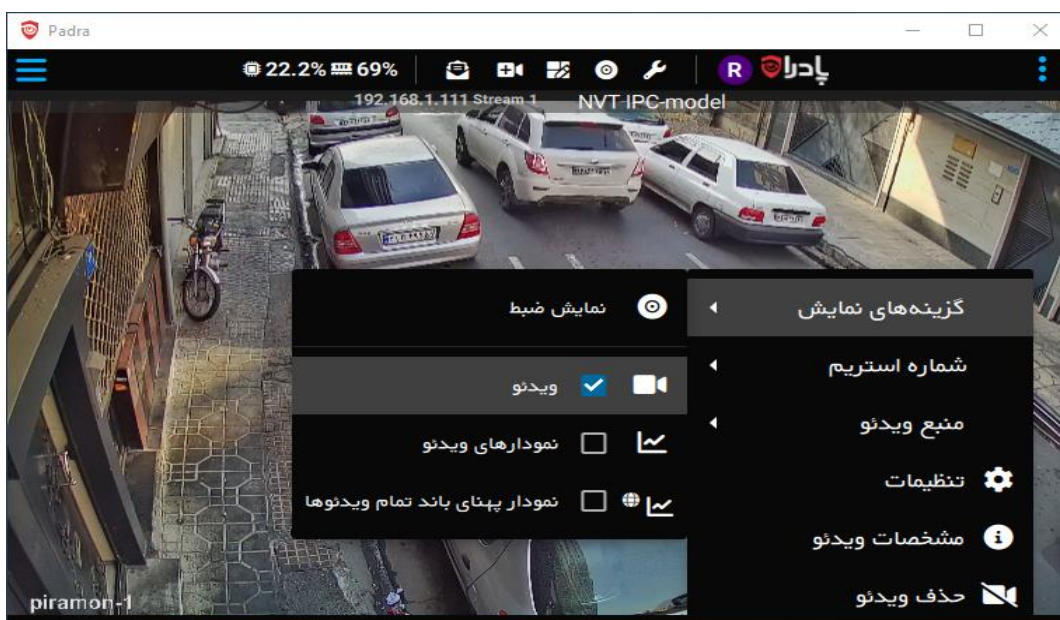 Padra
22.2% 69% R پادرا
192.168.1.111 Stream 1 NVT IPC-model
گزینه‌های نمایش
شماره استریم
منبع ویدئو
تنظیمات
مشخصات ویدئو
حذف ویدئو
نمایش ضبط
ویدئو
نمودارهای ویدئو
نمودار پهنای باند تمام ویدئوها
piramon-1